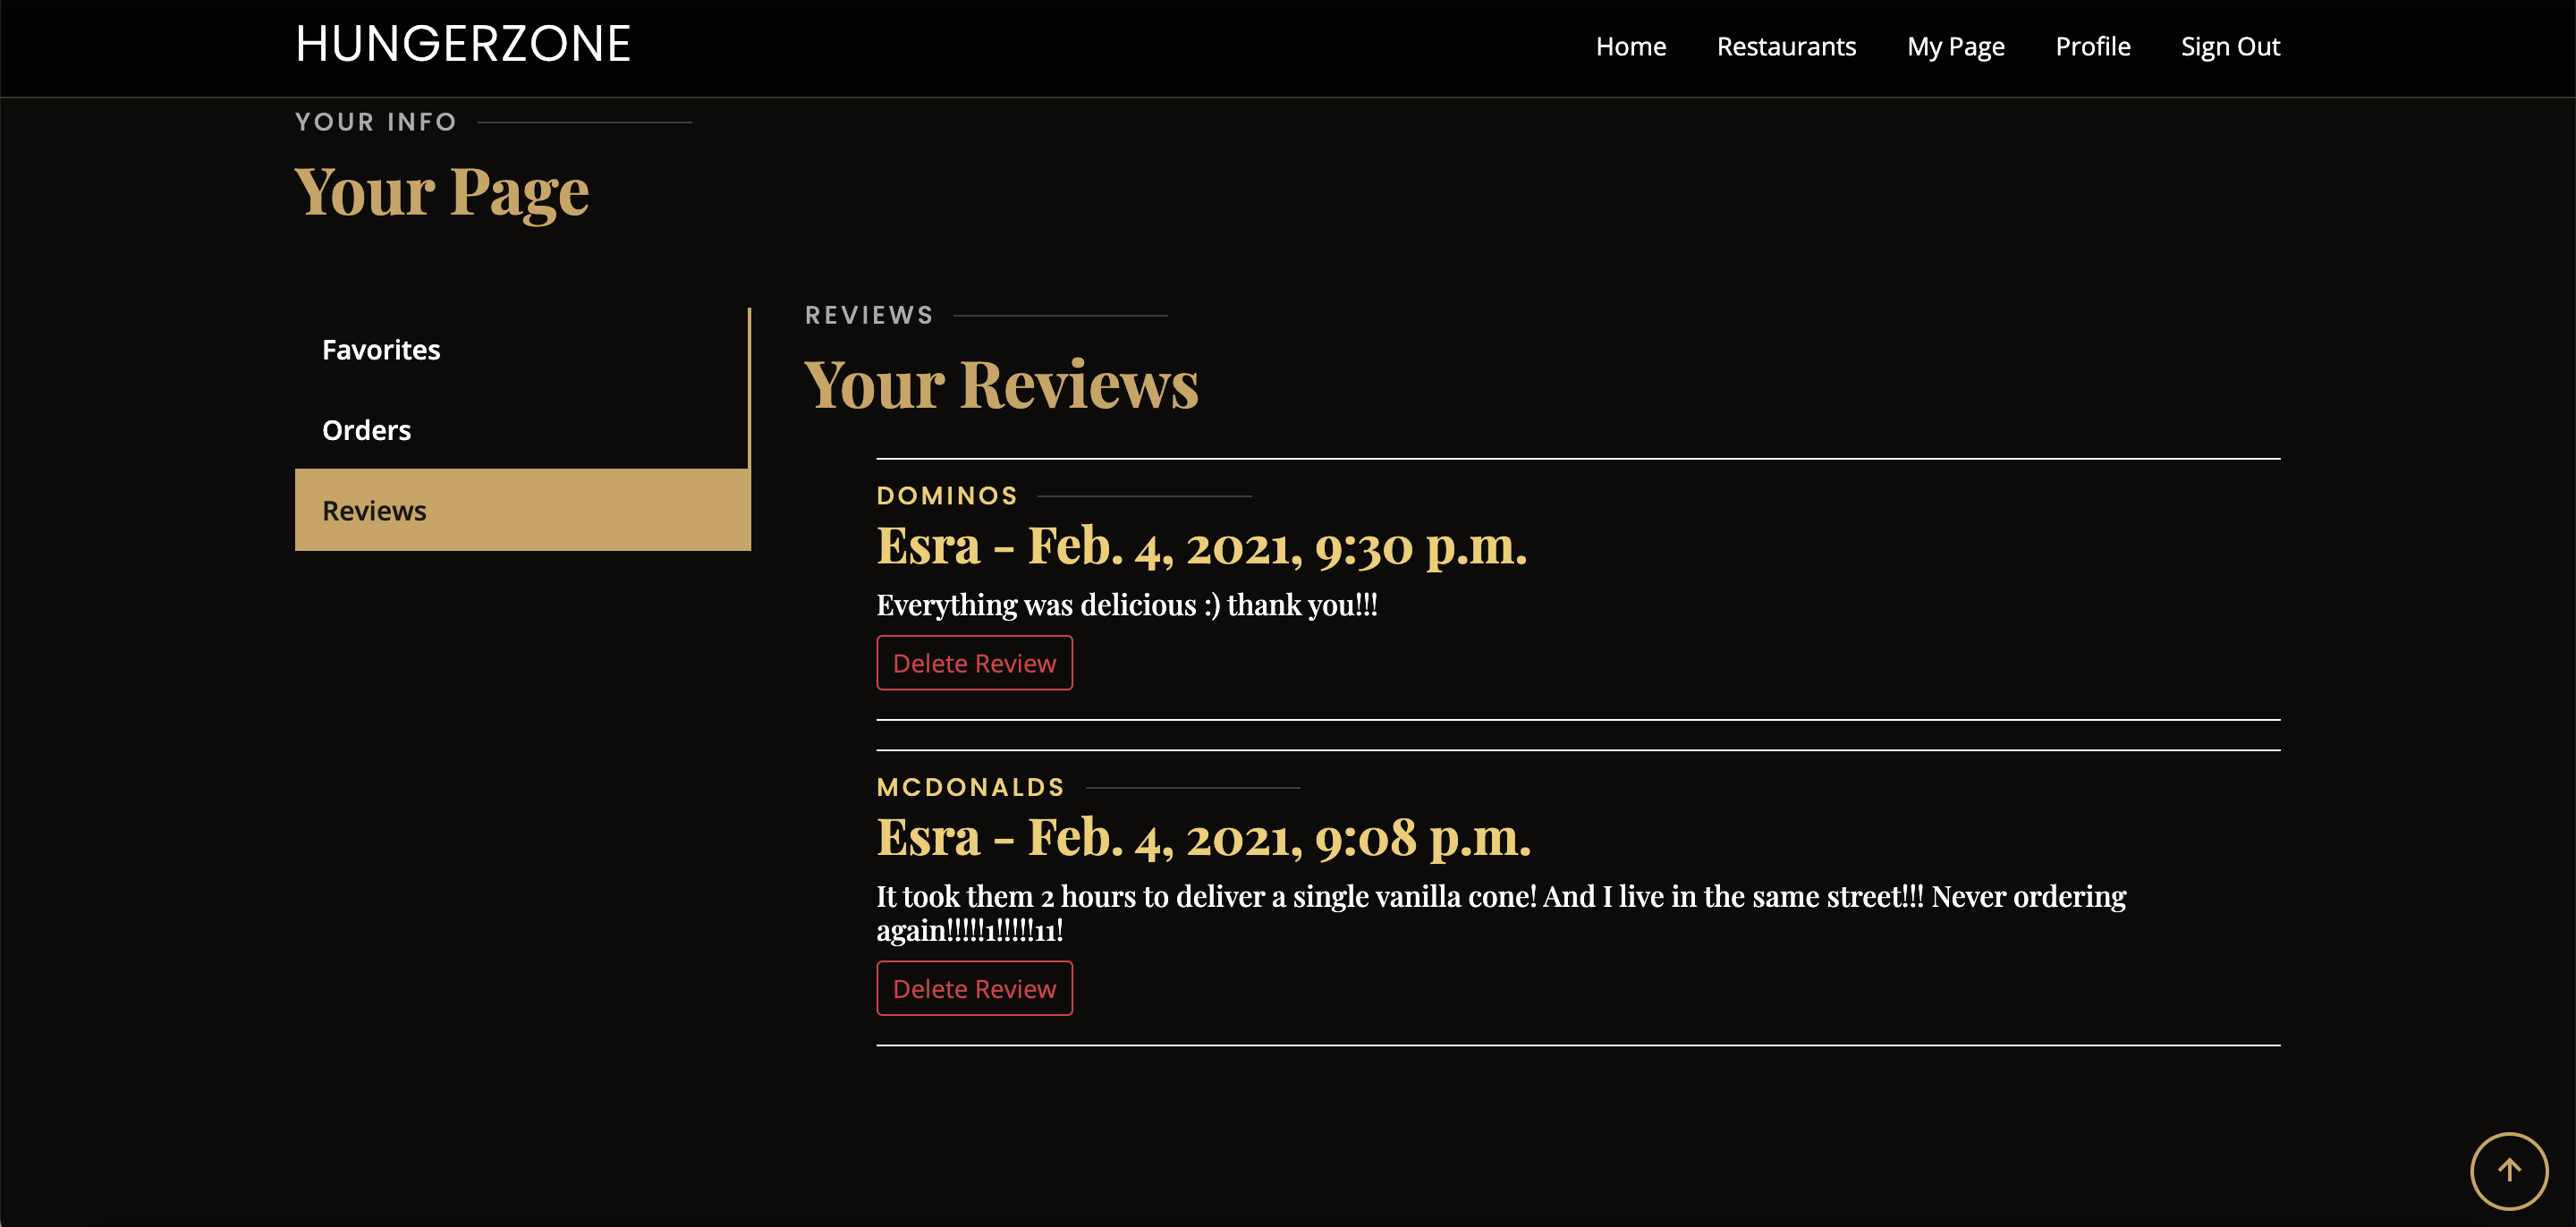 HUNGERZONE
Home Restaurants My Page Profile Sign Out
YOUR INFO
Your Page
Favorites
Orders
Reviews
REVIEWS
Your Reviews
DOMINOS
Esra - Feb. 4, 2021, 9:30 p.m.
Everything was delicious :) thank you!!!
Delete Review
MCDONALDS
Esra - Feb. 4, 2021, 9:08 p.m.
It took them 2 hours to deliver a single vanilla cone! And I live in the same street!!! Never ordering
again!!!!!1!!!!!11!
Delete Review